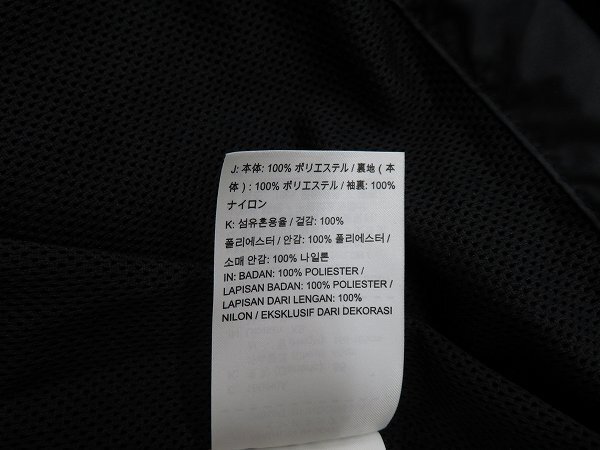 J: 本体: 100% ポリエステル / 裏地 ( 本
体 ) : 100% ポリエステル / 袖裏: 100%
ナイロン
K: 섬유혼용율 / 겉감: 100%
폴리에스터 / 안감: 100% 폴리에스터 /
소매 안감: 100% 나일론
IN: BADAN: 100% POLIESTER /
LAPISAN BADAN: 100% POLIESTER /
LAPISAN DARI LENGAN: 100%
NILON / EKSKLUSIF DARI DEKORASI